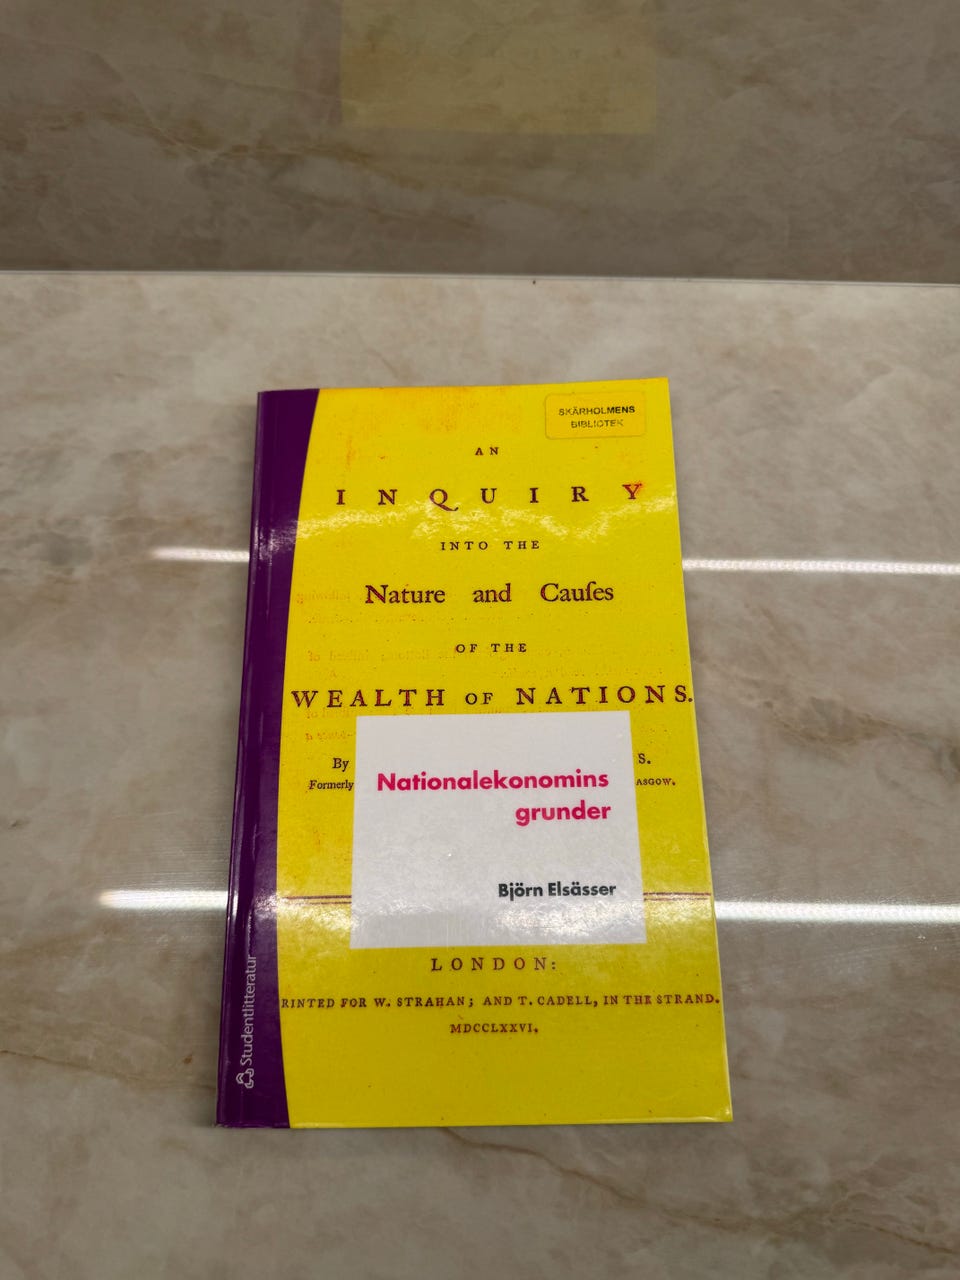 SKÄRHOLMENS
BIBLIOTEK
AN
INQUIRY
INTO THE
Nature and Cauſes
OF THE
WEALTH OF NATIONS.
By S.
Formerly ASGOW.
Nationalekonomins
grunder
Björn Elsässer
LONDON:
RINTED FOR W. STRAHAN; AND T. CADELL, IN THE STRAND.
MDCCLXXVI.
Studentlitteratur